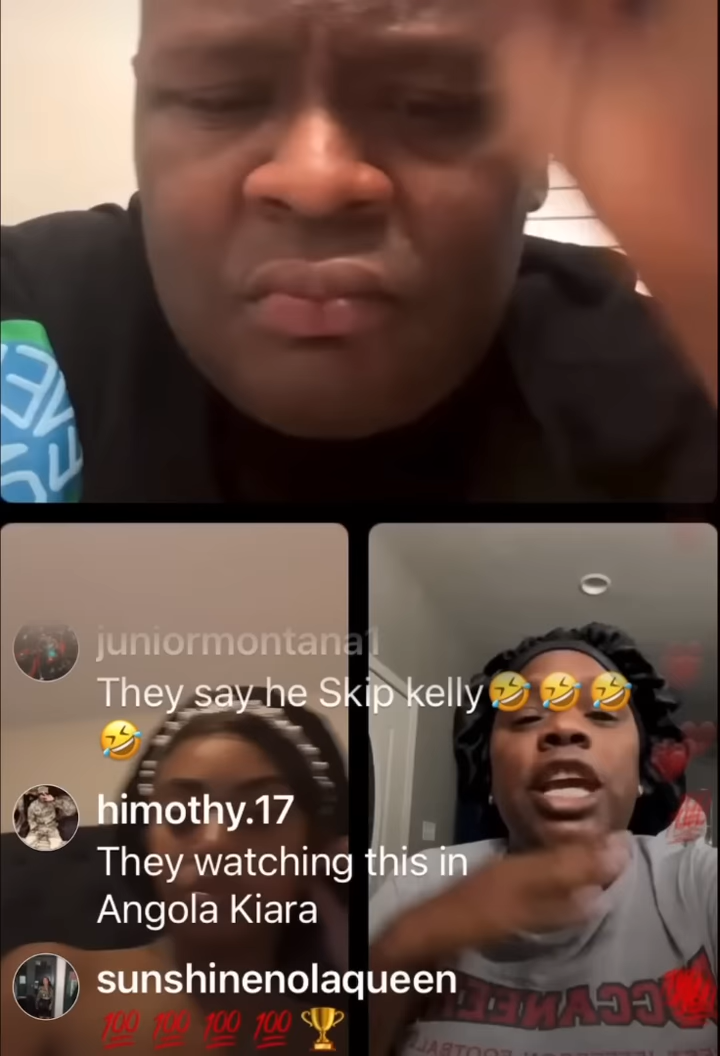 juniormontana1
They say he Skip kelly🤣🤣🤣
🤣
himothy.17
They watching this in
Angola Kiara
sunshinenolaqueen
💯 💯 💯 💯 🏆